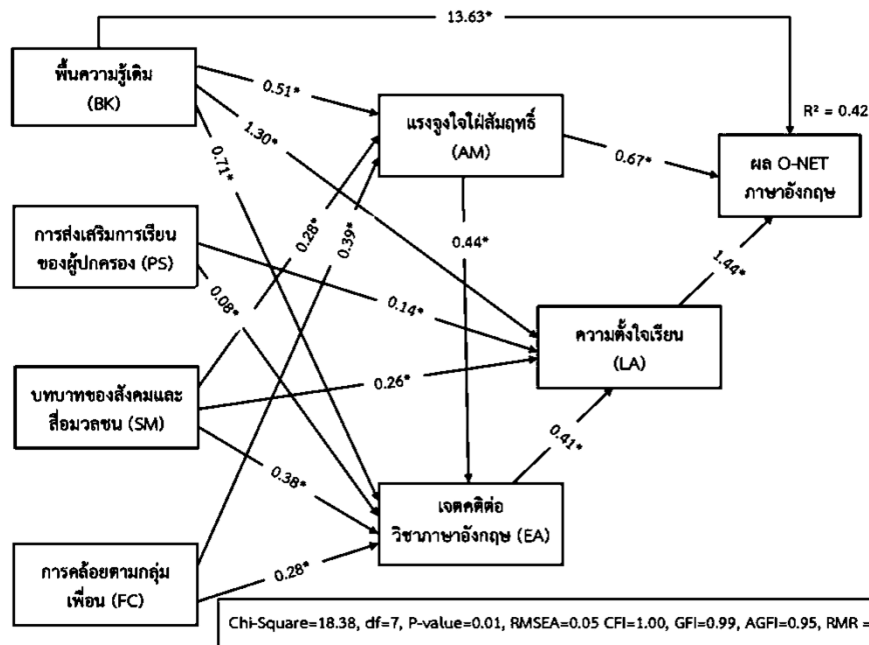 13.63*
พื้นความรู้เดิม
(BK)
0.51*
1.30*
0.71*
แรงจูงใจใฝ่สัมฤทธิ์
(AM)
R² = 0.42
0.67*
ผล O-NET
ภาษาอังกฤษ
การส่งเสริมการเรียน
ของผู้ปกครอง (PS)
0.28*
0.39*
0.44*
0.08*
0.14*
1.44*
ความตั้งใจเรียน
(LA)
บทบาทของสังคมและ
สื่อมวลชน (SM)
0.26*
0.38*
0.41*
เจตคติต่อ
วิชาภาษาอังกฤษ (EA)
การคล้อยตามกลุ่ม
เพื่อน (FC)
0.28*
Chi-Square=18.38, df=7, P-value=0.01, RMSEA=0.05 CFI=1.00, GFI=0.99, AGFI=0.95, RMR =